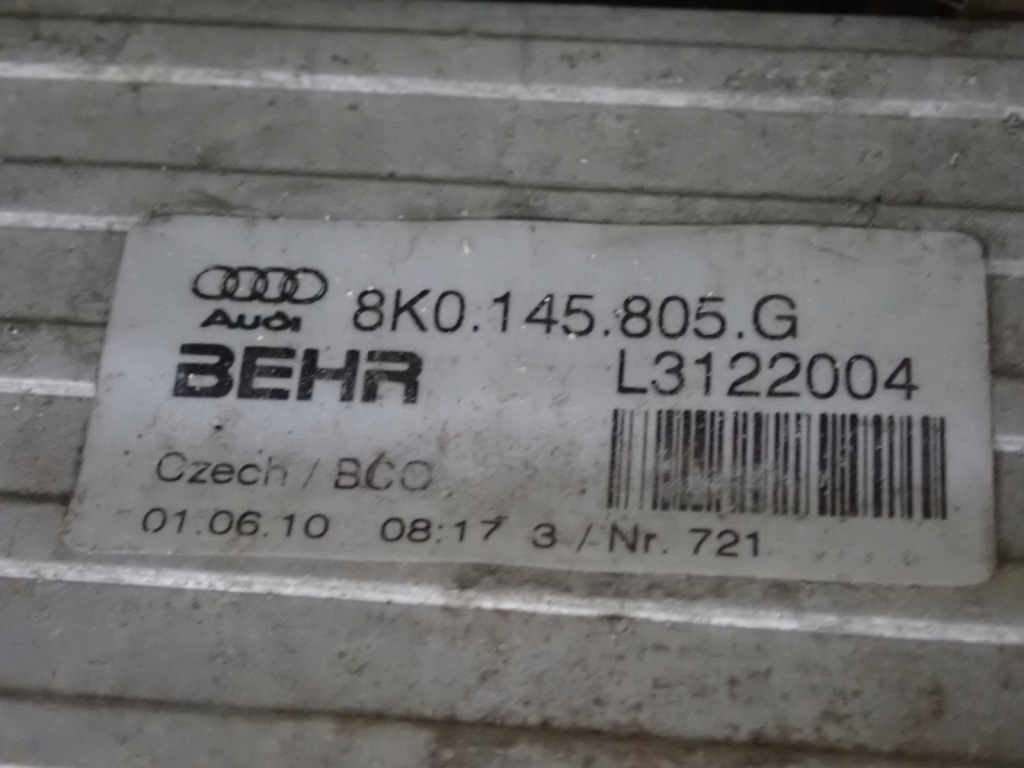 Audi 8K0.145.805.G
BEHR L3122004
Czech / BCO
01.06.10 08:17 3 / Nr. 721